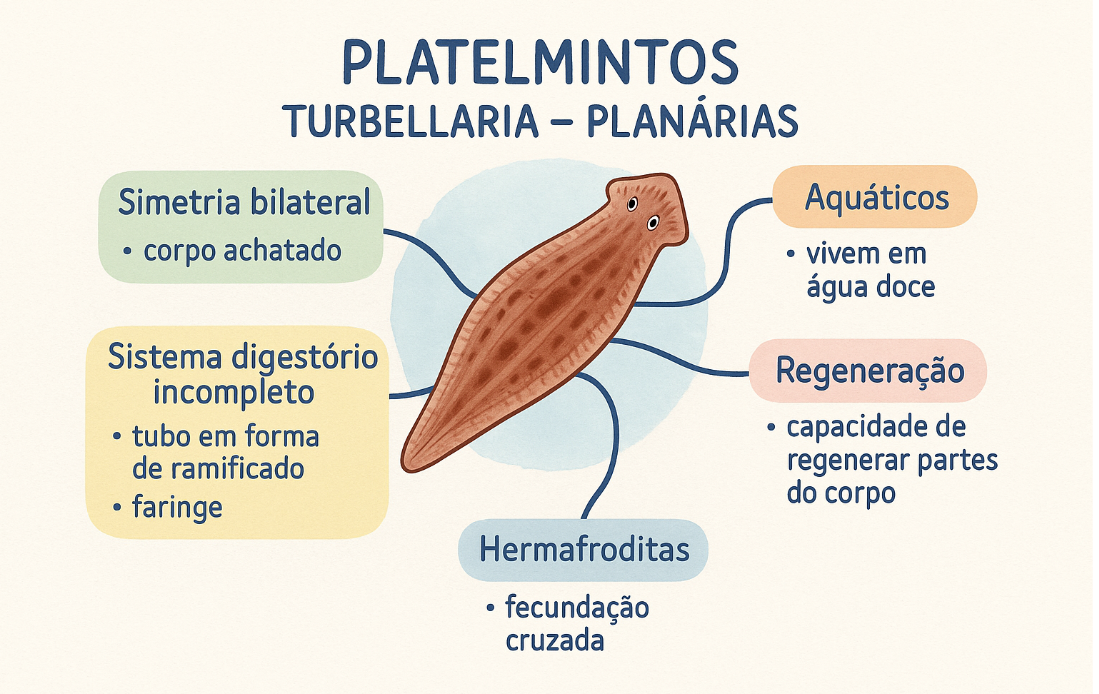 PLATELMINTOS
TURBELLARIA – PLANÁRIAS
Simetria bilateral
• corpo achatado
Sistema digestório
incompleto
• tubo em forma
de ramificado
• faringe
Hermafroditas
• fecundação
cruzada
Aquáticos
• vivem em
água doce
Regeneração
• capacidade de
regenerar partes
do corpo